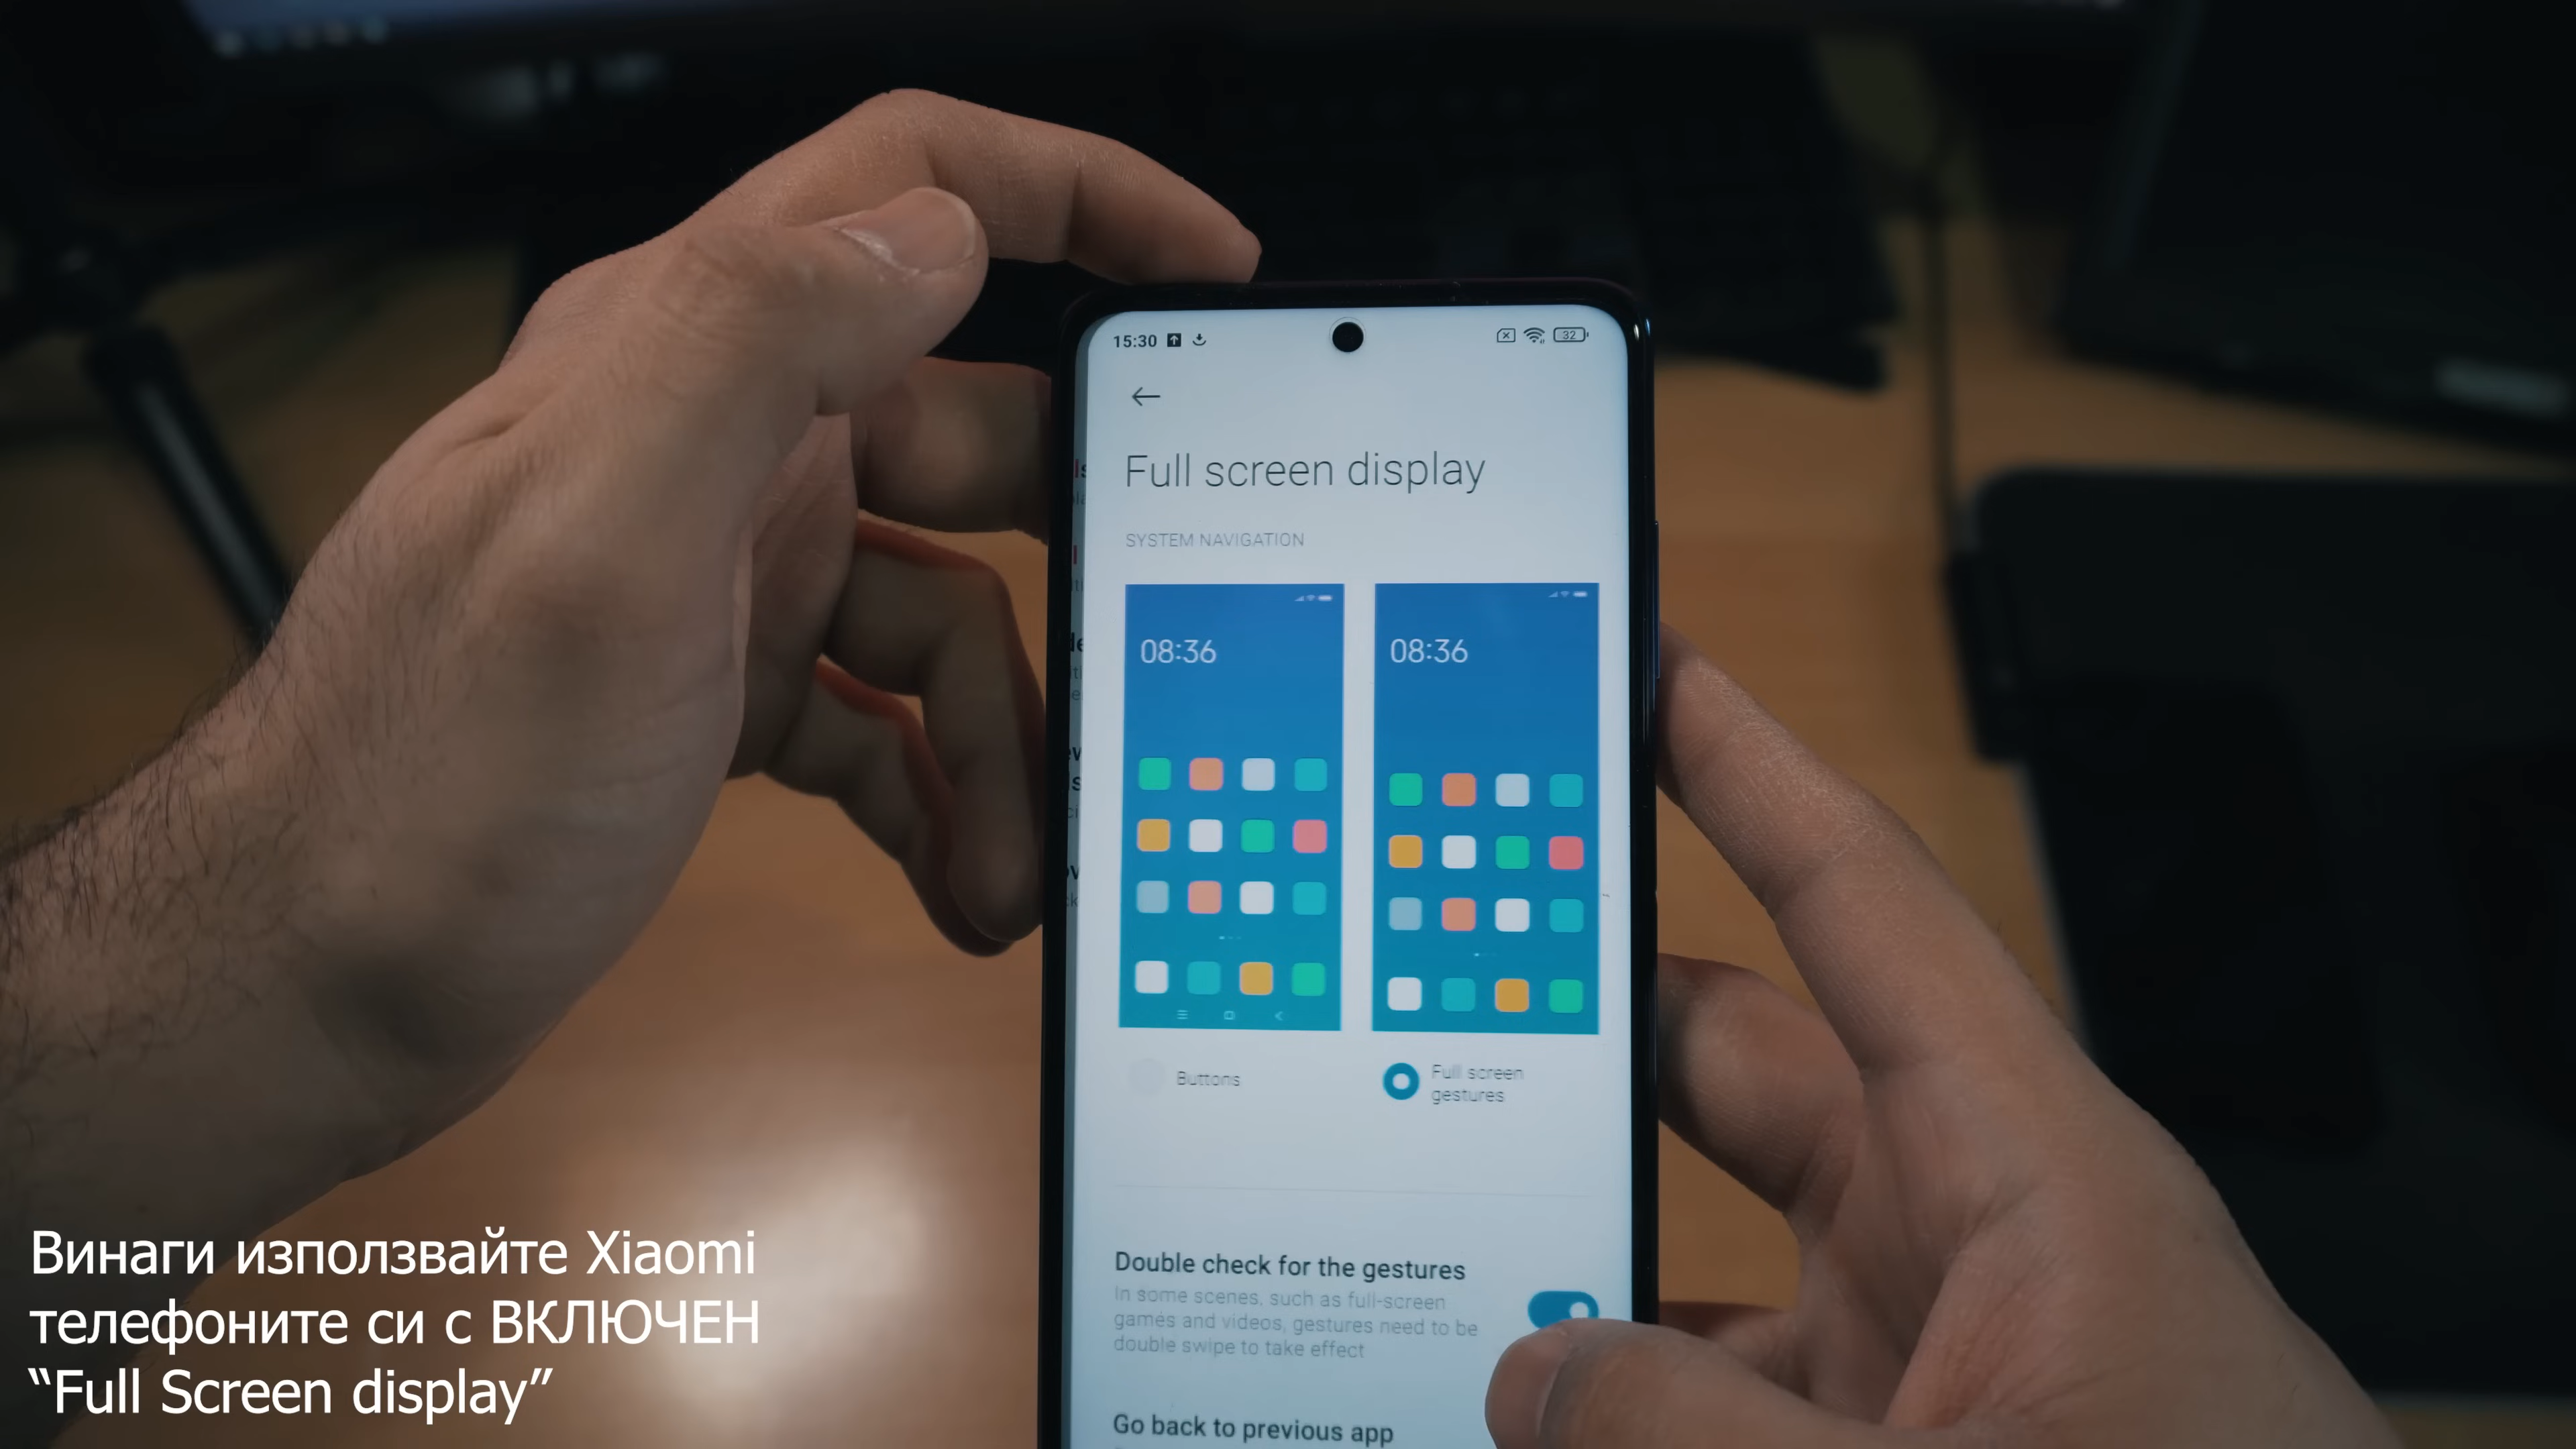 15:30
32
Full screen display
SYSTEM NAVIGATION
08:36
08:36
Buttons
Full screen
gestures
Double check for the gestures
In some scenes, such as full-screen
games and videos, gestures need to be
double swipe to take effect
Go back to previous app
Винаги използвайте Xiaomi
телефоните си с ВКЛЮЧЕН
“Full Screen display”